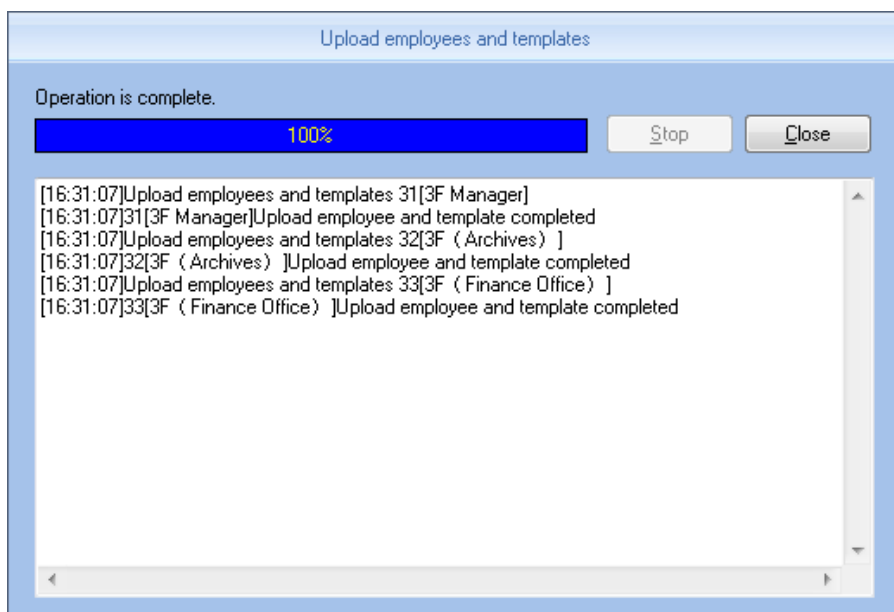 Upload employees and templates
Operation is complete.
100%
Stop
Close
[16:31:07]Upload employees and templates 31[3F Manager]
[16:31:07]31[3F Manager]Upload employee and template completed
[16:31:07]Upload employees and templates 32[3F（Archives）]
[16:31:07]32[3F（Archives）]Upload employee and template completed
[16:31:07]Upload employees and templates 33[3F（Finance Office）]
[16:31:07]33[3F（Finance Office）]Upload employee and template completed